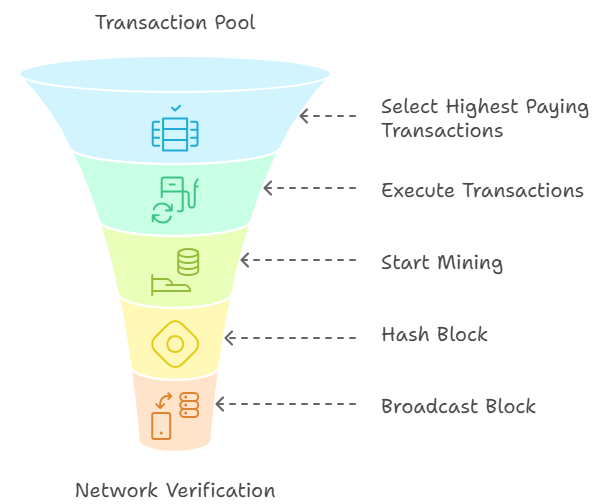 Transaction Pool
Select Highest Paying
Transactions
Execute Transactions
Start Mining
Hash Block
Broadcast Block
Network Verification